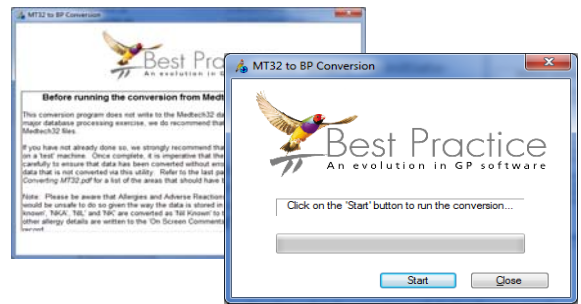 MT32 to BP Conversion
Best Pra
An evolution in G
Before running the conversion from Medt
This conversion program does not write to the Medtech32 da
major database processing exercise, we do recommend that
Medtech32 files.
If you have not already done so, we strongly recommend tha
on a 'test' machine. Once complete, it is imperative that the
carefully to ensure that data has been converted without erro
data that is not converted via this utility. Refer to the last pa
Converting MT32.pdf for a list of the areas that should have b
Note: Please be aware that Allergies and Adverse Reactions
would be unsafe to do so given the way the data is stored in
known', 'NKA', 'NIL' and 'NK' are converted as 'Nil Known' to t
other allergy details are written to the 'On Screen Comments
record.
MT32 to BP Conversion
Best Practice
An evolution in GP software
Click on the 'Start' button to run the conversion...
Start
Close